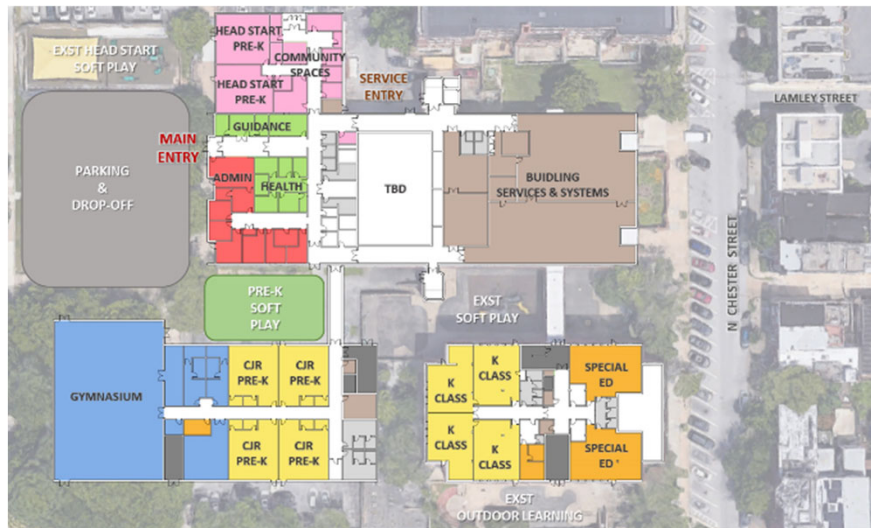 EXST HEAD START
SOFT PLAY
HEAD START
PRE-K
COMMUNITY
SPACES
HEAD START
PRE-K
SERVICE
ENTRY
LAMLEY STREET
GUIDANCE
MAIN
ENTRY
PARKING
&
DROP-OFF
ADMIN
HEALTH
TBD
BUIDLING
SERVICES & SYSTEMS
N CHESTER STREET
PRE-K
SOFT
PLAY
EXST
SOFT PLAY
GYMNASIUM
CJR
PRE-K
CJR
PRE-K
CJR
PRE-K
CJR
PRE-K
K
CLASS
K
CLASS
K
CLASS
K
CLASS
SPECIAL
ED
SPECIAL
ED
EXST
OUTDOOR LEARNING